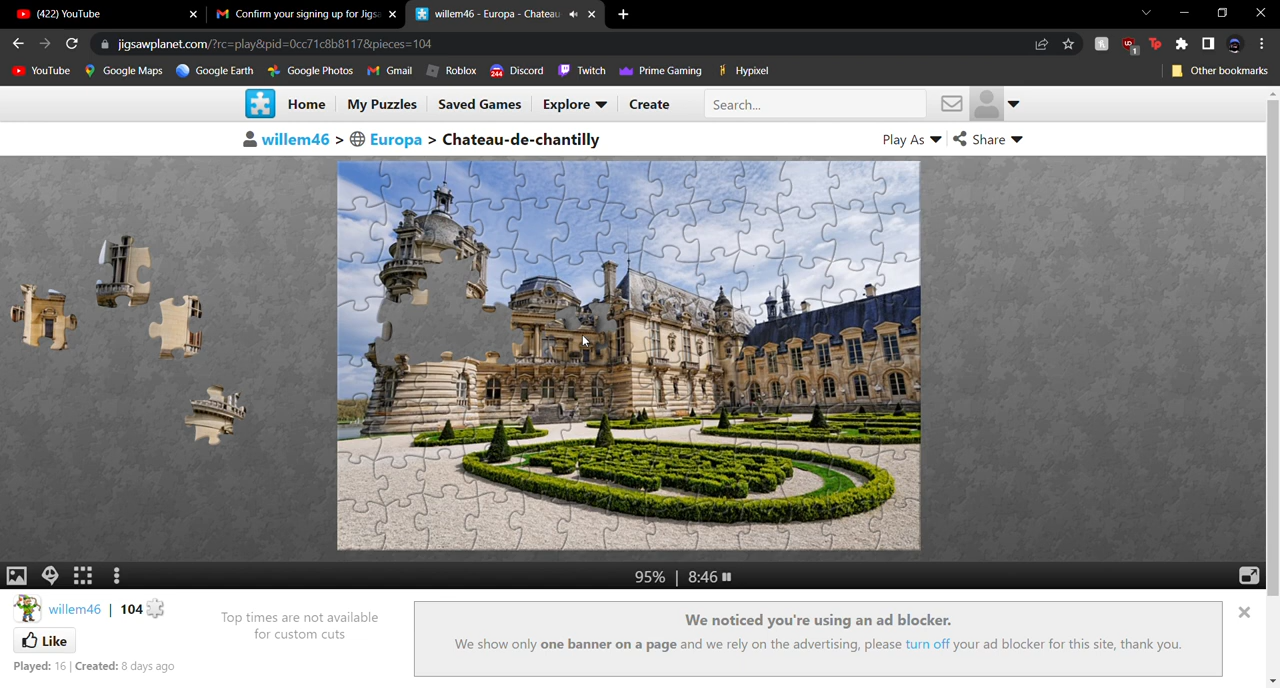 (422) YouTube
Confirm your signing up for Jigsa
willem46 - Europa - Chateau
jigsawplanet.com/?rc=play&pid=0cc71c8b8117&pieces=104
YouTube Google Maps Google Earth Google Photos Gmail Roblox Discord Twitch Prime Gaming Hypixel Other bookmarks
Home My Puzzles Saved Games Explore Create Search...
willem46 > Europa > Chateau-de-chantilly Play As Share
95% | 8:46
willem46 | 104
Like
Played: 16 | Created: 8 days ago
Top times are not available
for custom cuts
We noticed you're using an ad blocker.
We show only one banner on a page and we rely on the advertising, please turn off your ad blocker for this site, thank you.